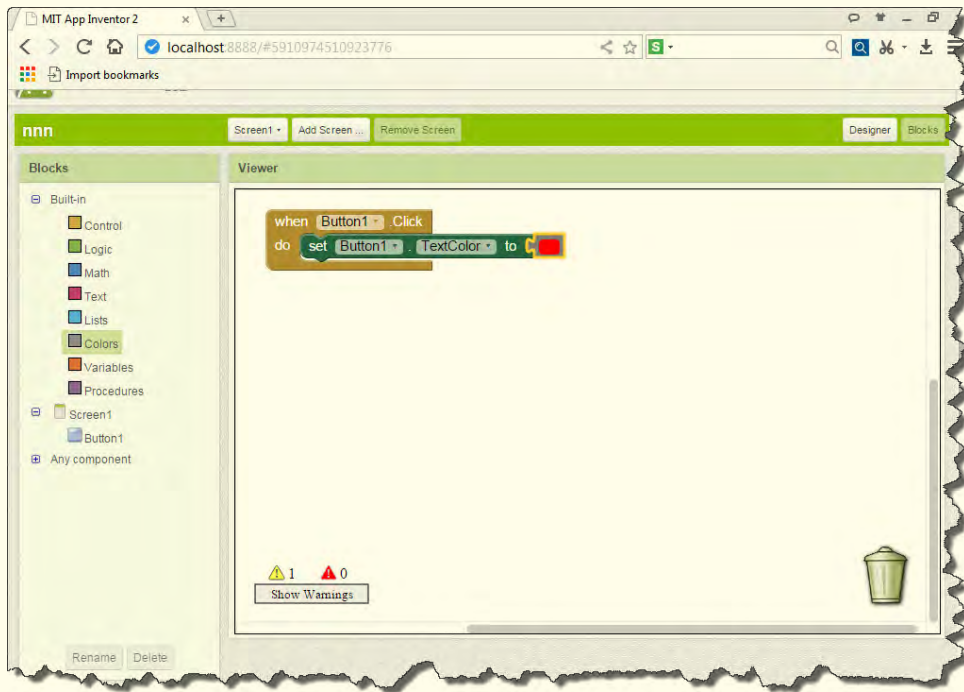 MIT App Inventor 2
localhost:8888/#5910974510923776
S
Import bookmarks
nnn
Screen1
Add Screen ...
Remove Screen
Designer
Blocks
Blocks
Viewer
Built-in
Control
Logic
Math
Text
Lists
Colors
Variables
Procedures
Screen1
Button1
Any component
when Button1 .Click
do set Button1 . TextColor to
1 0
Show Warnings
Rename Delete